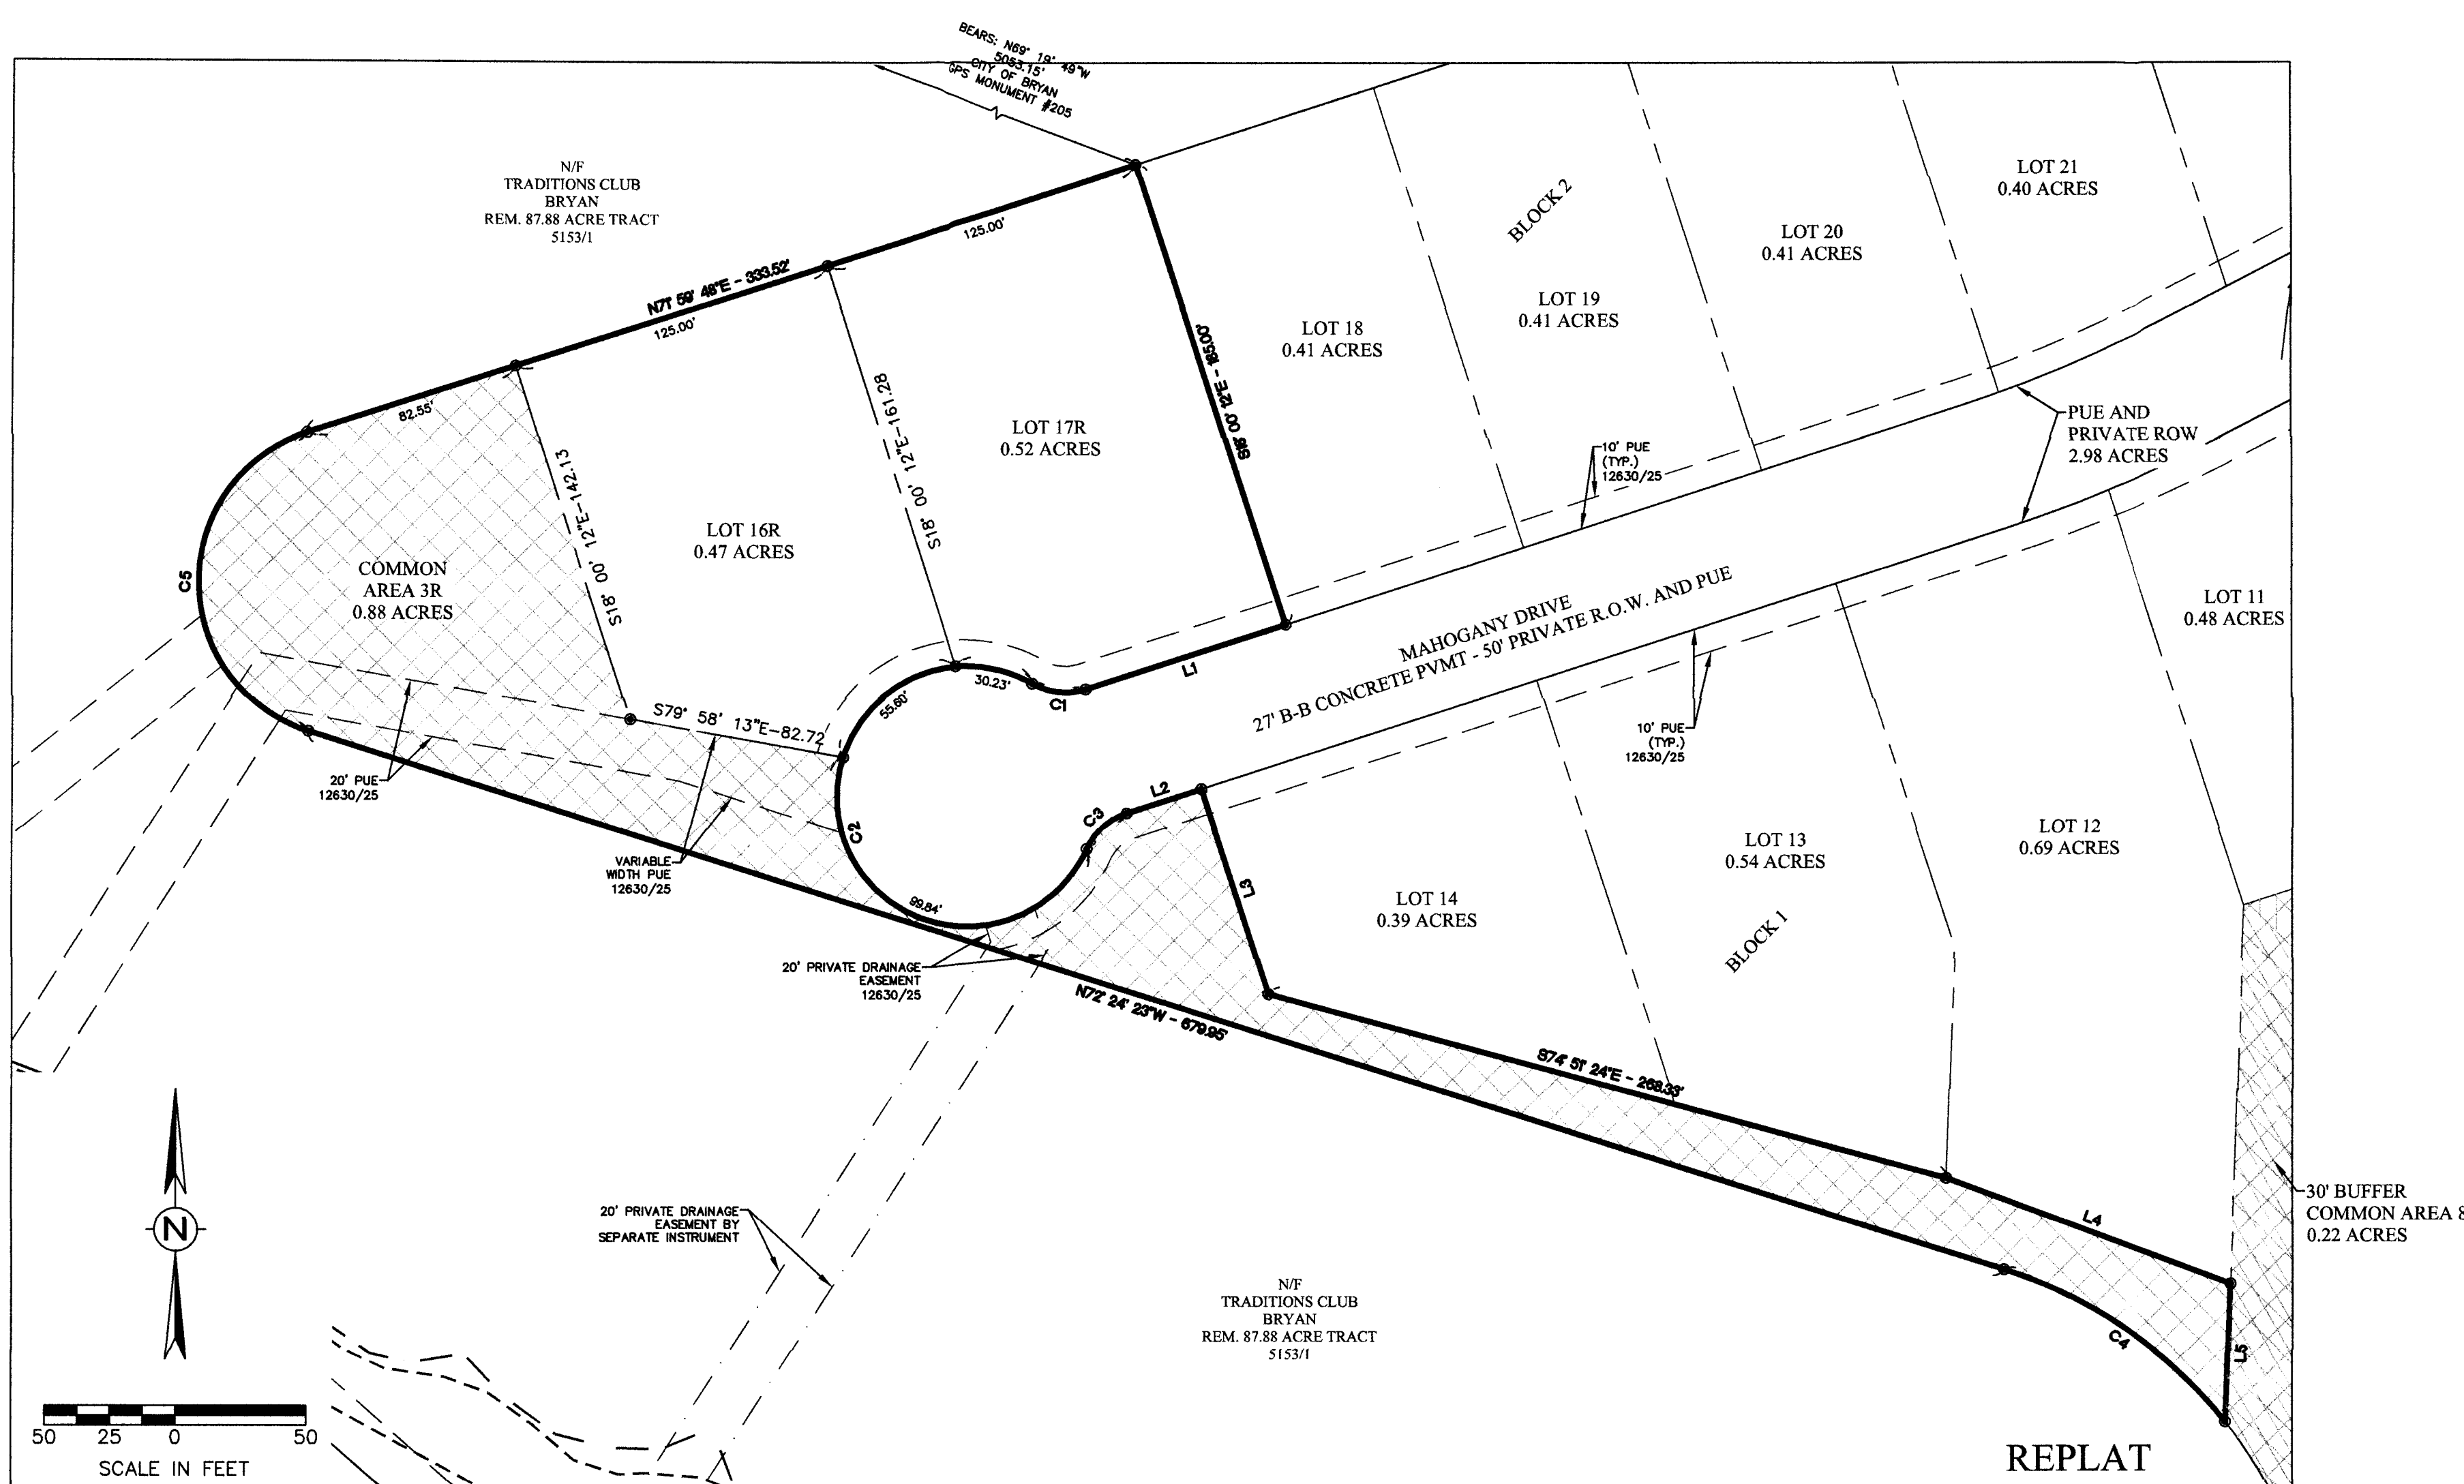 BEARS: N69° 19' 49"W
5053.15'
CITY OF BRYAN
GPS MONUMENT #205
N/F
TRADITIONS CLUB
BRYAN
REM. 87.88 ACRE TRACT
5153/1
N71° 59' 48"E - 333.52'
125.00'
125.00'
82.55'
S18° 00' 12"E-142.13
S18° 00' 12"E-161.28
S18° 00' 12"E - 185.00'
BLOCK 2
LOT 21
0.40 ACRES
LOT 20
0.41 ACRES
LOT 19
0.41 ACRES
LOT 18
0.41 ACRES
LOT 17R
0.52 ACRES
LOT 16R
0.47 ACRES
COMMON
AREA 3R
0.88 ACRES
C5
PUE AND
PRIVATE ROW
2.98 ACRES
10' PUE
(TYP.)
12630/25
MAHOGANY DRIVE
27' B-B CONCRETE PVMT - 50' PRIVATE R.O.W. AND PUE
L1
C1
30.23'
55.60'
S79° 58' 13"E-82.72
20' PUE
12630/25
VARIABLE
WIDTH PUE
12630/25
C2
99.84'
C3
L2
L3
10' PUE
(TYP.)
12630/25
LOT 11
0.48 ACRES
LOT 12
0.69 ACRES
LOT 13
0.54 ACRES
LOT 14
0.39 ACRES
BLOCK 1
20' PRIVATE DRAINAGE
EASEMENT
12630/25
N72° 24' 23"W - 679.95'
S74° 51' 24"E - 268.33'
L4
L5
C4
30' BUFFER
COMMON AREA 8
0.22 ACRES
20' PRIVATE DRAINAGE
EASEMENT BY
SEPARATE INSTRUMENT
N/F
TRADITIONS CLUB
BRYAN
REM. 87.88 ACRE TRACT
5153/1
N
50 25 0 50
SCALE IN FEET
REPLAT